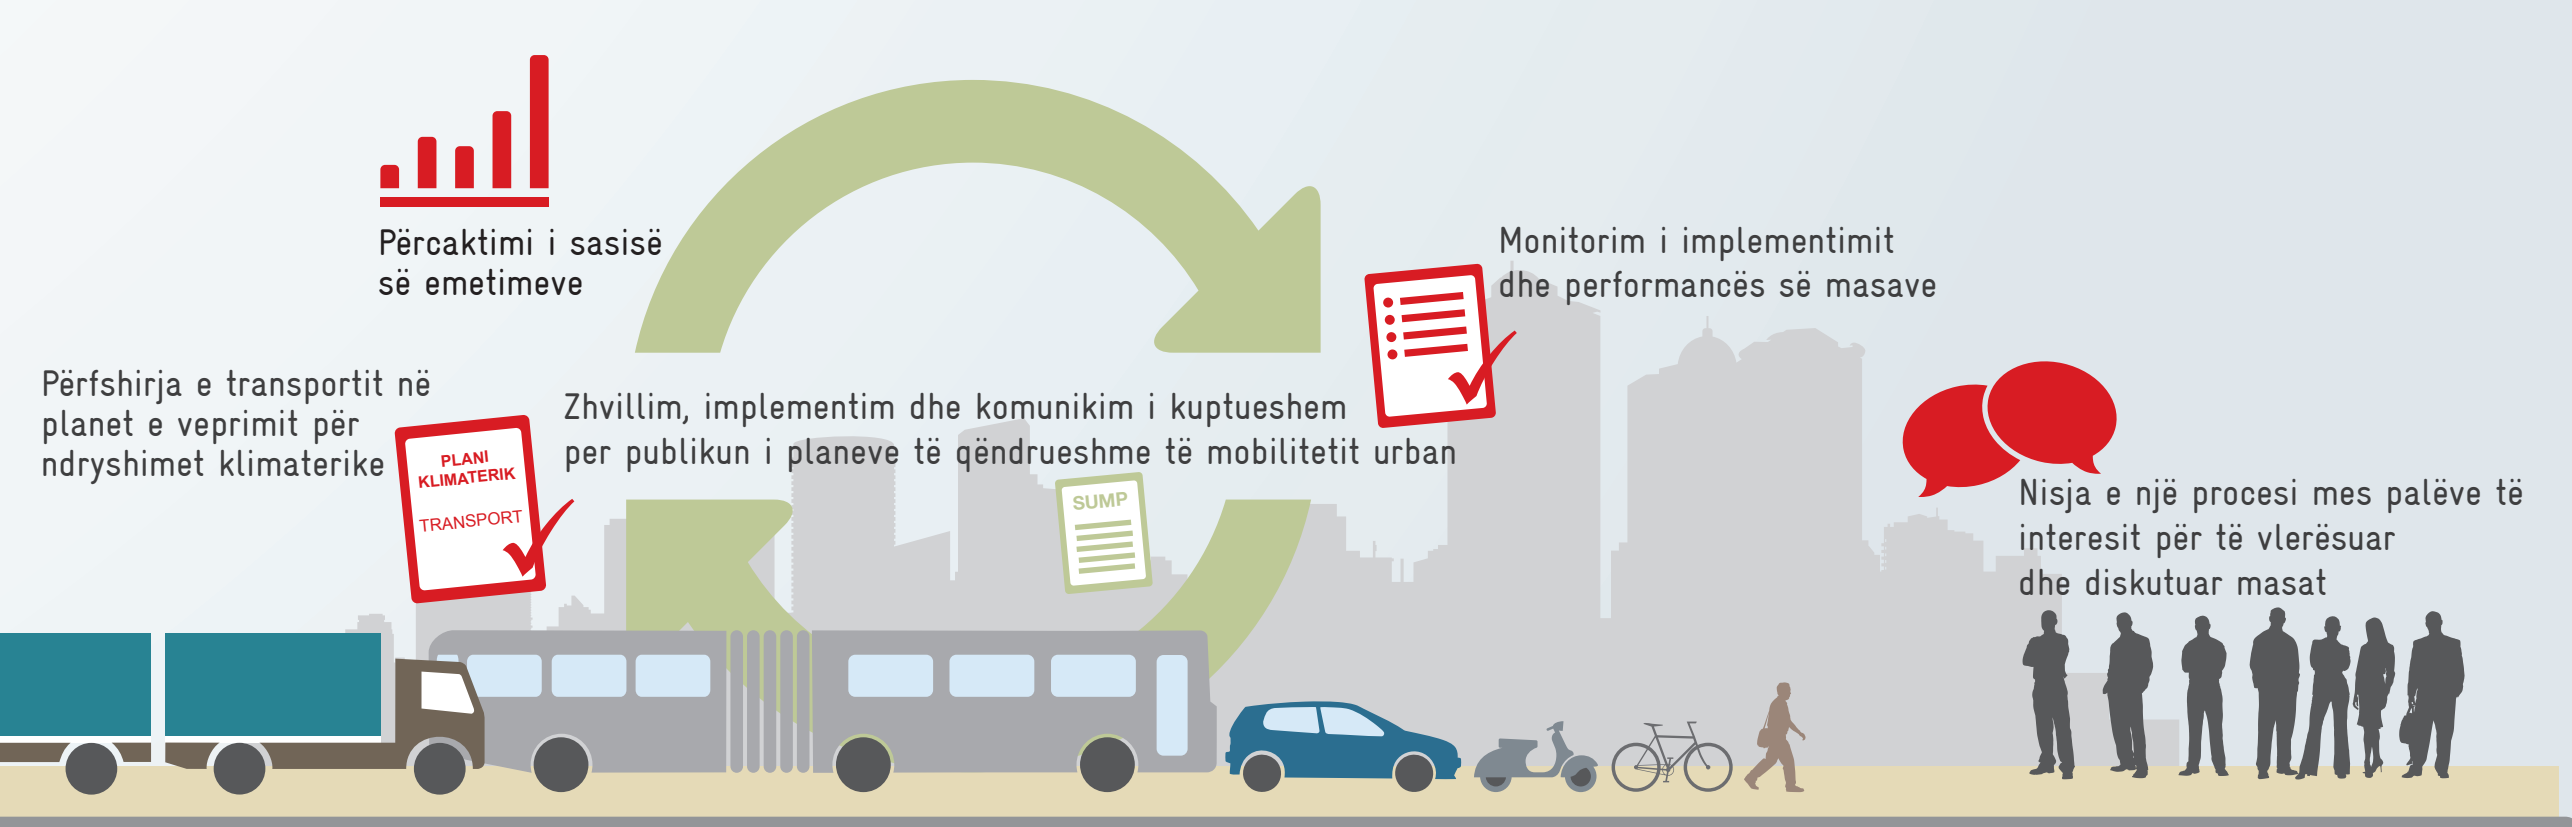 Përcaktimi i sasisë
së emetimeve
Monitorim i implementimit
dhe performancës së masave
Përfshirja e transportit në
planet e veprimit për
ndryshimet klimaterike
PLANI
KLIMATERIK
TRANSPORT
Zhvillim, implementim dhe komunikim i kuptueshem
per publikun i planeve të qëndrueshme të mobilitetit urban
SUMP
Nisja e një procesi mes palëve të
interesit për të vlerësuar
dhe diskutuar masat